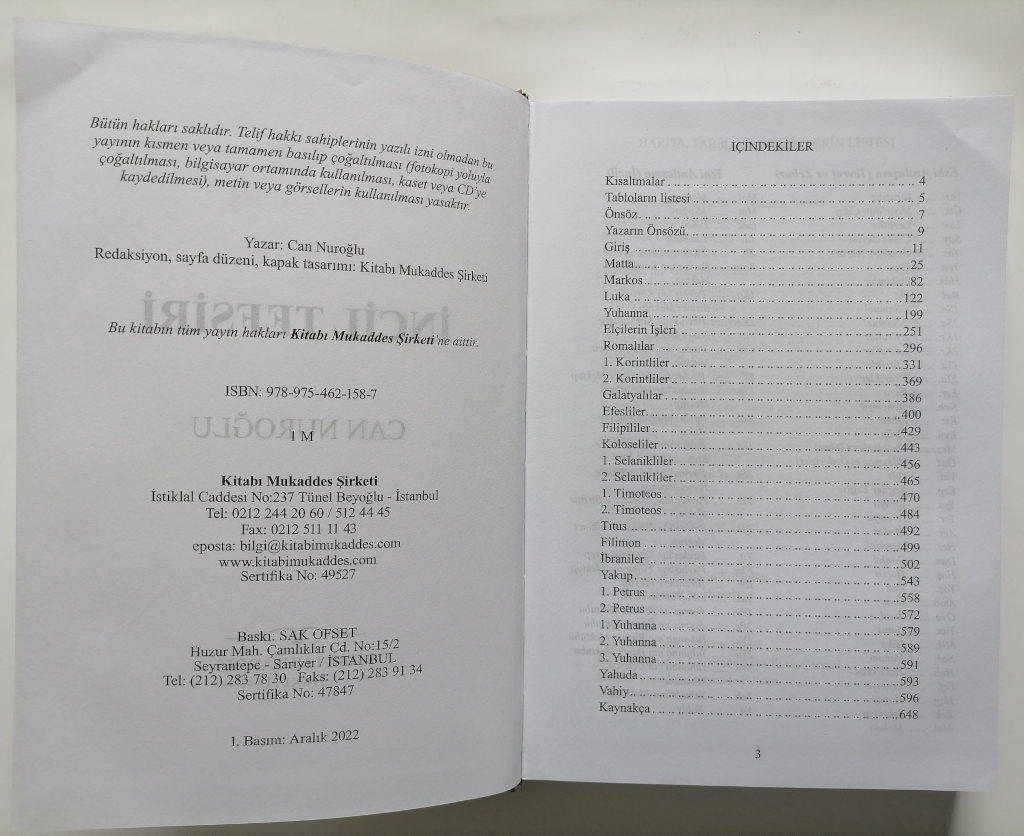 Bütün hakları saklıdır. Telif hakkı sahiplerinin yazılı izni olmadan bu
yayının kısmen veya tamamen basılıp çoğaltılması (fotokopi yoluyla
çoğaltılması, bilgisayar ortamında kullanılması, kaset veya CD'ye
kaydedilmesi), metin veya görsellerin kullanılması yasaktır.
Yazar: Can Nuroğlu
Redaksiyon, sayfa düzeni, kapak tasarımı: Kitabı Mukaddes Şirketi
İNCİL TEFSİRİ
Bu kitabın tüm yayın hakları Kitabı Mukaddes Şirketi'ne aittir.
ISBN: 978-975-462-158-7
CAN NUROĞLU
1 M
Kitabı Mukaddes Şirketi
İstiklal Caddesi No:237 Tünel Beyoğlu - İstanbul
Tel: 0212 244 20 60 / 512 44 45
Fax: 0212 511 11 43
eposta: bilgi@kitabimukaddes.com
www.kitabimukaddes.com
Sertifika No: 49527
Baskı: SAK OFSET
Huzur Mah. Çamlıklar Cd. No:15/2
Seyrantepe - Sarıyer / İSTANBUL
Tel: (212) 283 78 30 Faks: (212) 283 91 34
Sertifika No: 47847
1. Basım: Aralık 2022
İÇİNDEKİLER
Kısaltmalar 4
Tabloların listesi 5
Önsöz 7
Yazarın Önsözü 9
Giriş 11
Matta 25
Markos 82
Luka 122
Yuhanna 199
Elçilerin İşleri 251
Romalılar 296
1. Korintliler 331
2. Korintliler 369
Galatyalılar 386
Efesliler 400
Filipililer 429
Koloseliler 443
1. Selanikliler 456
2. Selanikliler 465
1. Timoteos 470
2. Timoteos 484
Titus 492
Filimon 499
İbraniler 502
Yakup 543
1. Petrus 558
2. Petrus 572
1. Yuhanna 579
2. Yuhanna 589
3. Yuhanna 591
Yahuda 593
Vahiy 596
Kaynakça 648
3